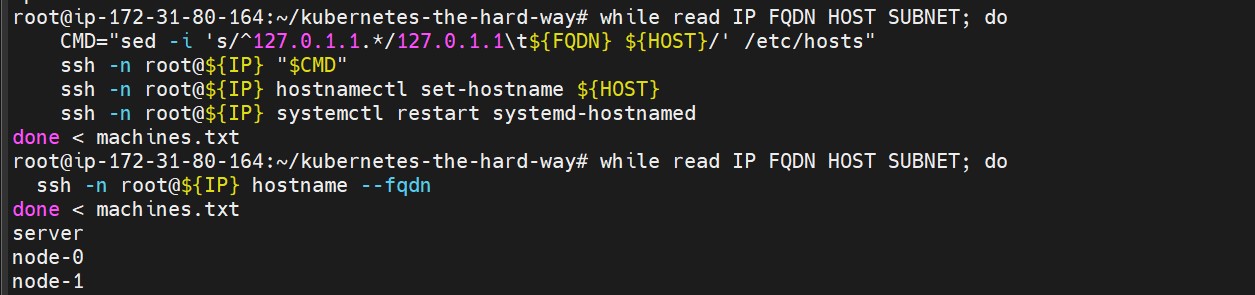 root@ip-172-31-80-164:~/kubernetes-the-hard-way# while read IP FQDN HOST SUBNET; do
    CMD="sed -i 's/^127.0.1.1.*/127.0.1.1\t${FQDN} ${HOST}/' /etc/hosts"
    ssh -n root@${IP} "$CMD"
    ssh -n root@${IP} hostnamectl set-hostname ${HOST}
    ssh -n root@${IP} systemctl restart systemd-hostnamed
done < machines.txt
root@ip-172-31-80-164:~/kubernetes-the-hard-way# while read IP FQDN HOST SUBNET; do
  ssh -n root@${IP} hostname --fqdn
done < machines.txt
server
node-0
node-1